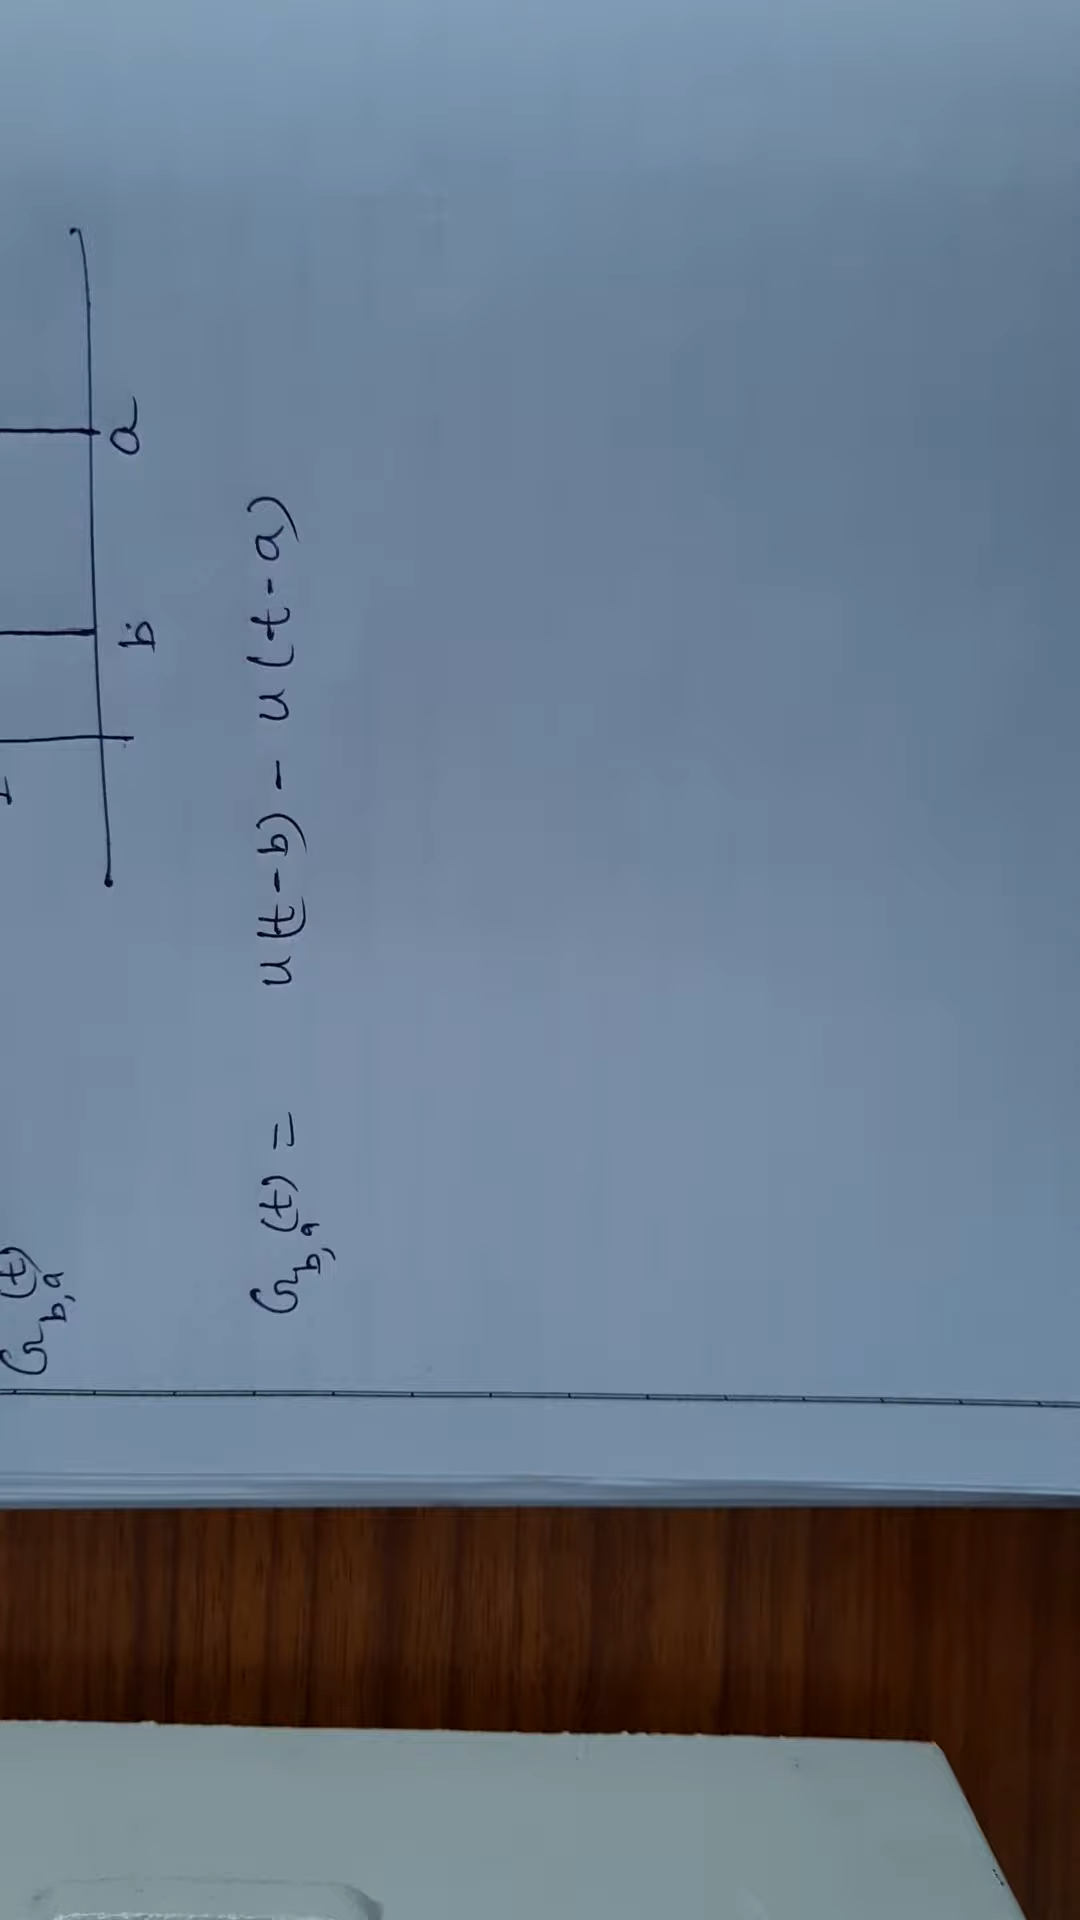 G_{b,a}(t)
b a
G_{b,a}(t) = u(t-b) - u(t-a)